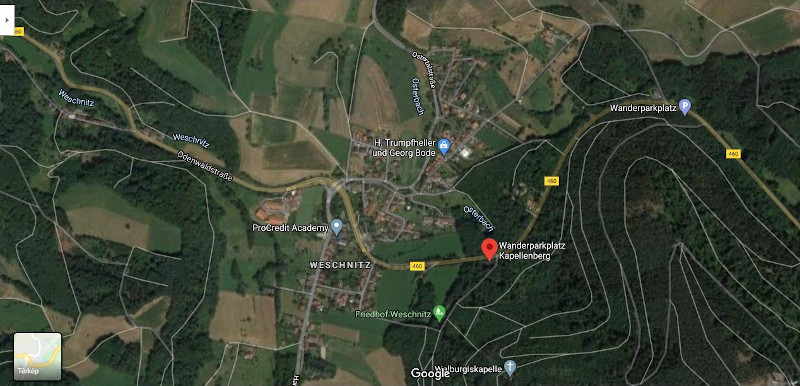 460
Weschnitz
Weschnitz
Odenwaldstraße
Osterbach
H. Trumpfheller
und Georg Bode
Wanderparkplatz
P
460
460
Osterbach
ProCredit Academy
WESCHNITZ
460
Wanderparkplatz
Kapellenberg
Friedhof Weschnitz
Walburgiskapelle
Google
Térkép